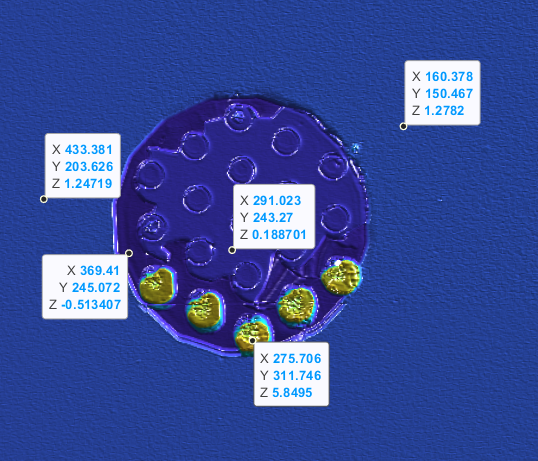 X 160.378
Y 150.467
Z 1.2782
X 433.381
Y 203.626
Z 1.24719
X 291.023
Y 243.27
Z 0.188701
X 369.41
Y 245.072
Z -0.513407
X 275.706
Y 311.746
Z 5.8495